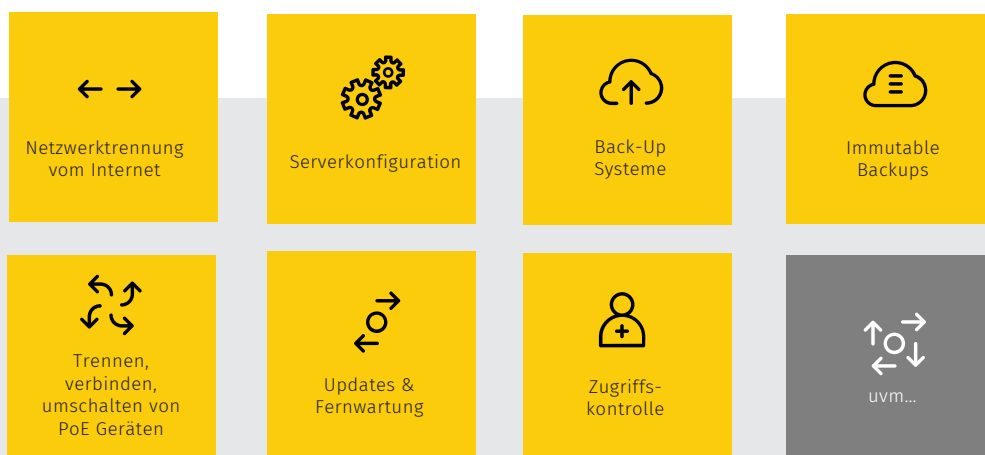 Netzwerktrennung
vom Internet
Serverkonfiguration
Back-Up
Systeme
Immutable
Backups
Trennen,
verbinden,
umschalten von
PoE Geräten
Updates &
Fernwartung
Zugriffs-
kontrolle
uvm...